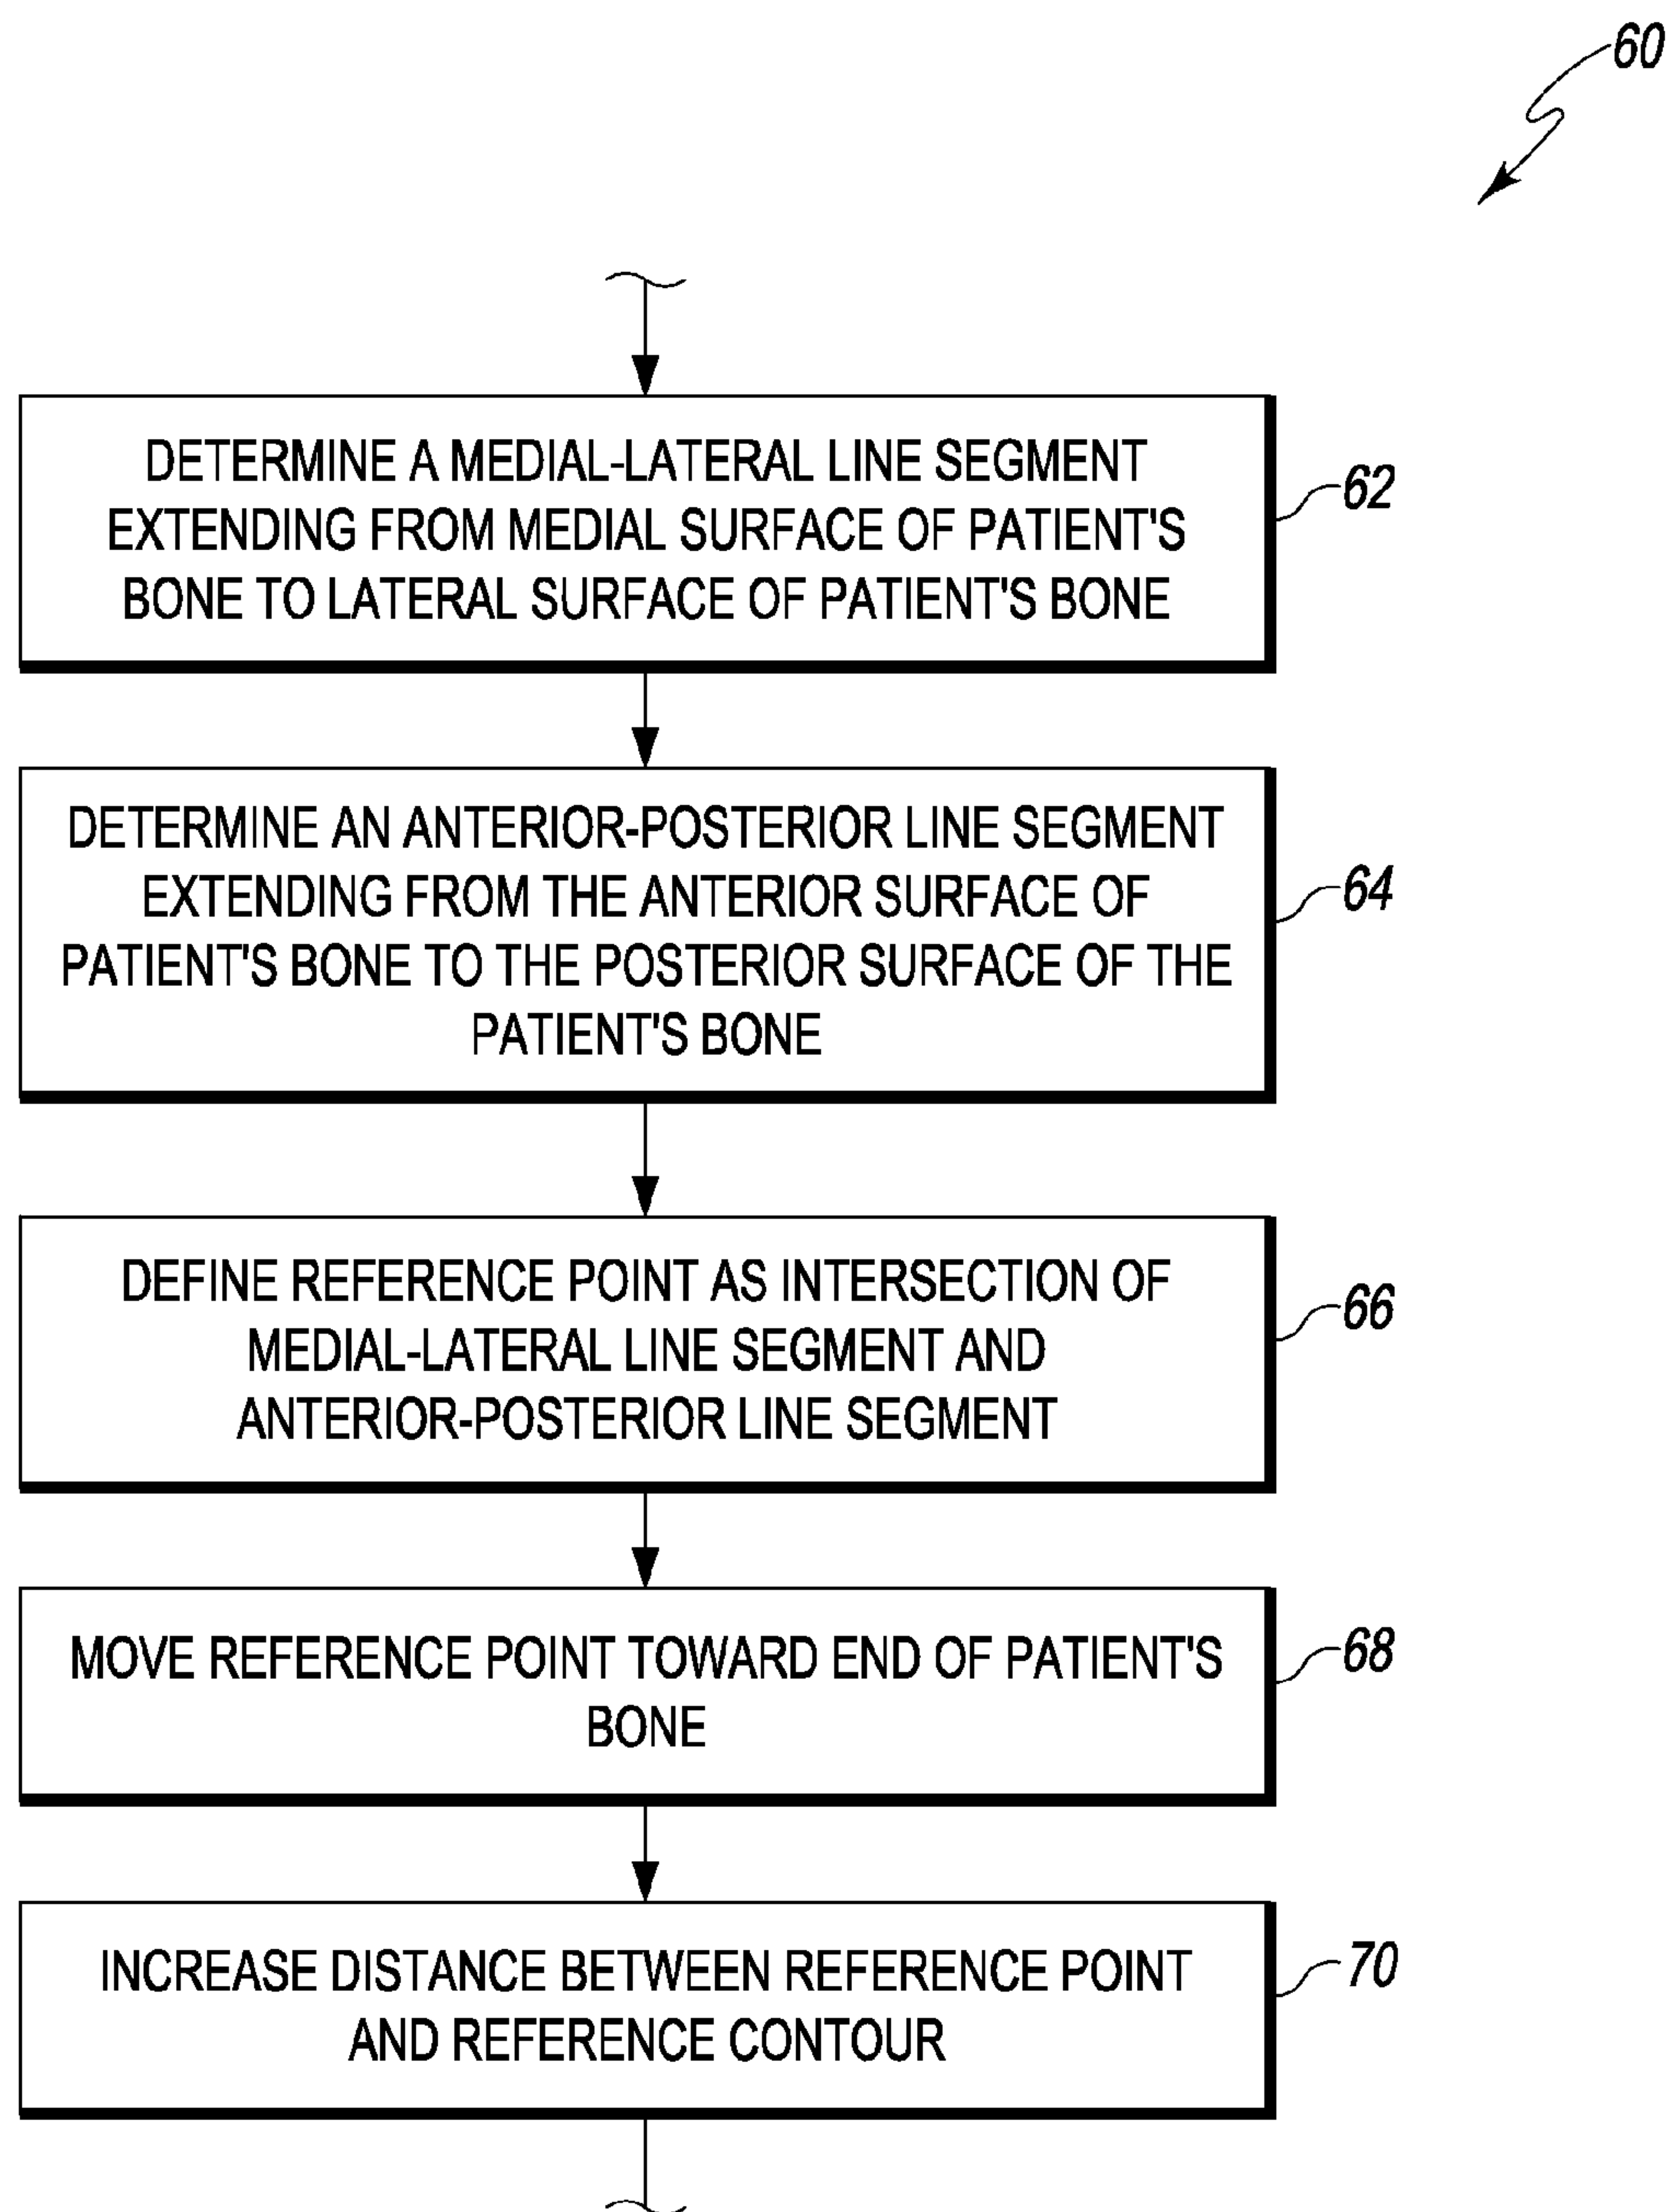 60
DETERMINE A MEDIAL-LATERAL LINE SEGMENT
EXTENDING FROM MEDIAL SURFACE OF PATIENT'S
BONE TO LATERAL SURFACE OF PATIENT'S BONE
62
DETERMINE AN ANTERIOR-POSTERIOR LINE SEGMENT
EXTENDING FROM THE ANTERIOR SURFACE OF
PATIENT'S BONE TO THE POSTERIOR SURFACE OF THE
PATIENT'S BONE
64
DEFINE REFERENCE POINT AS INTERSECTION OF
MEDIAL-LATERAL LINE SEGMENT AND
ANTERIOR-POSTERIOR LINE SEGMENT
66
MOVE REFERENCE POINT TOWARD END OF PATIENT'S
BONE
68
INCREASE DISTANCE BETWEEN REFERENCE POINT
AND REFERENCE CONTOUR
70